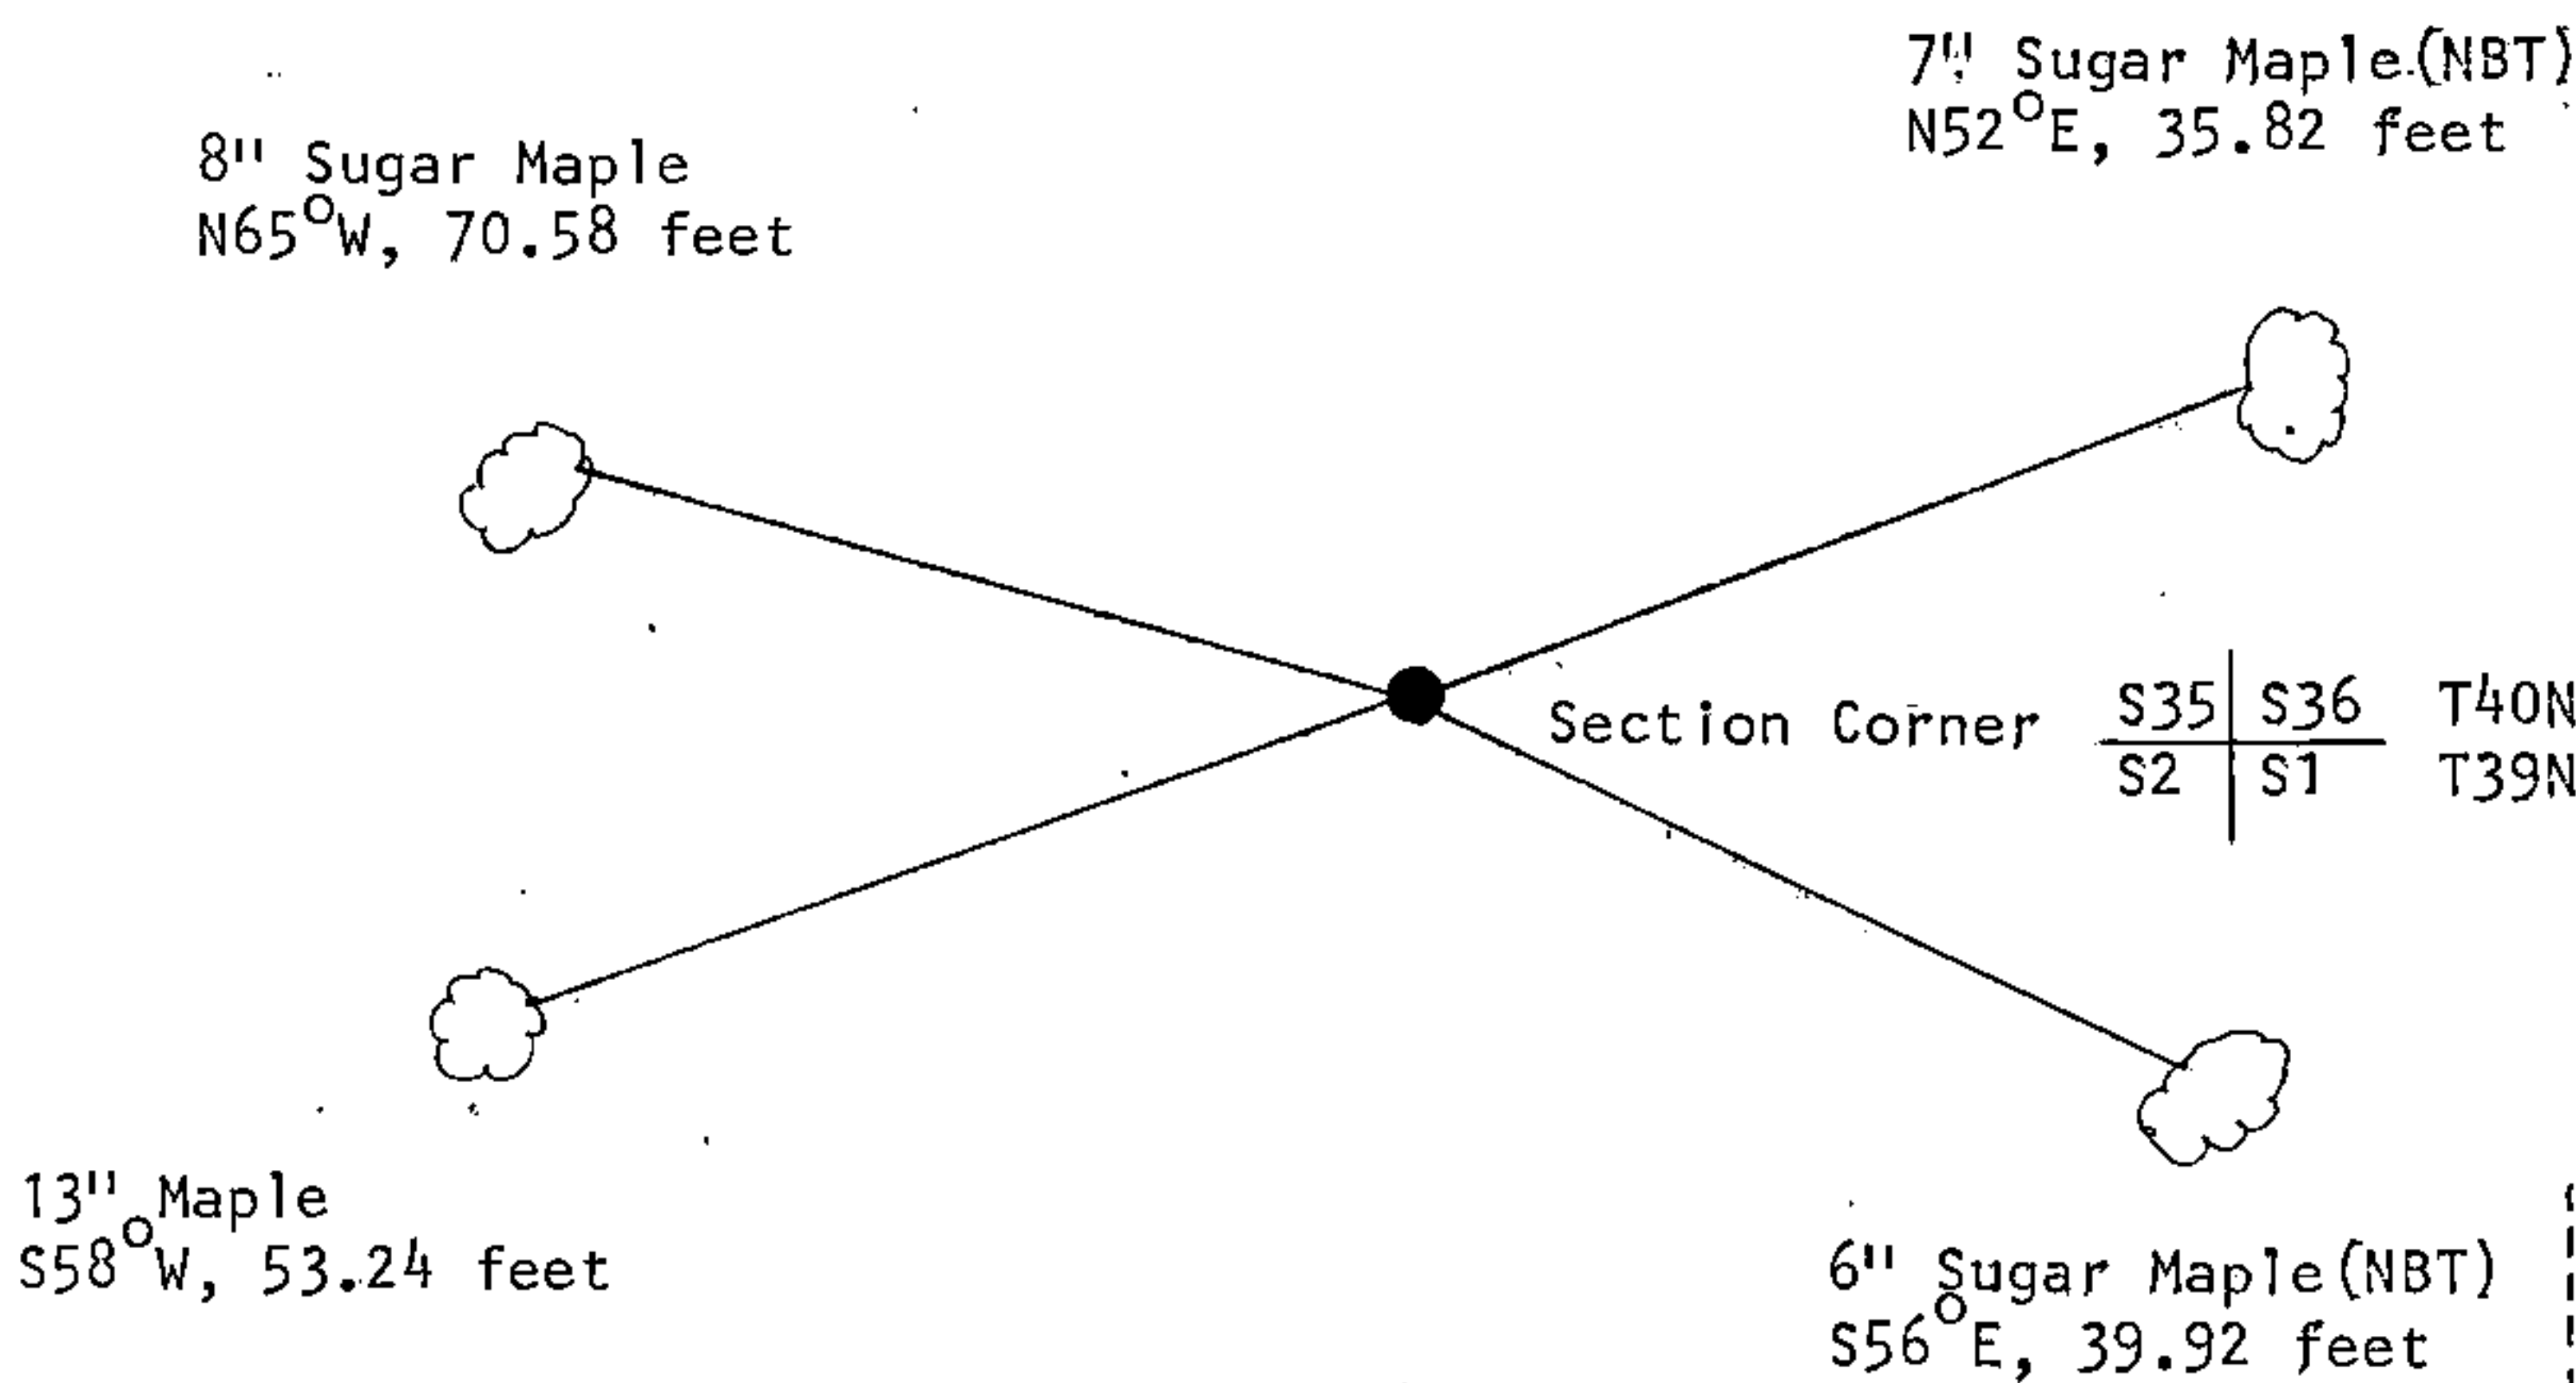 7" Sugar Maple (NBT)
N52°E, 35.82 feet
8" Sugar Maple
N65°W, 70.58 feet
Section Corner
S35 S36 T40N
S2 S1 T39N
13" Maple
S58°W, 53.24 feet
6" Sugar Maple (NBT)
S56°E, 39.92 feet